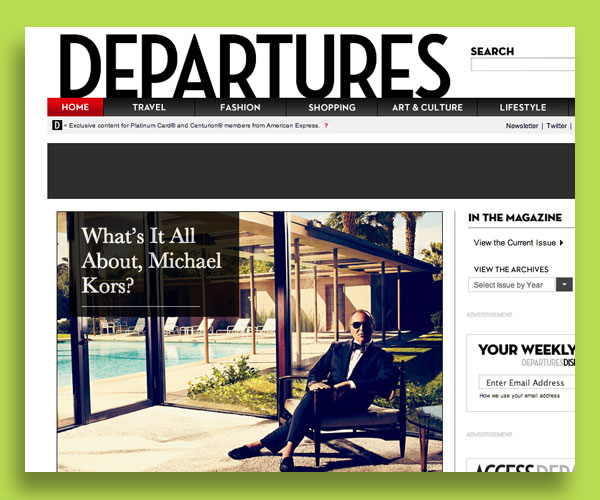 DEPARTURES
SEARCH
HOME TRAVEL FASHION SHOPPING ART & CULTURE LIFESTYLE
D = Exclusive content for Platinum Card® and Centurion® members from American Express. ?
Newsletter | Twitter |
What's It All
About, Michael
Kors?
IN THE MAGAZINE
View the Current Issue
VIEW THE ARCHIVES
Select Issue by Year
ADVERTISEMENT
YOUR WEEKLY
DEPARTURESDIS
Enter Email Address
How we use your email address
ADVERTISEMENT
ACCESS DEPA